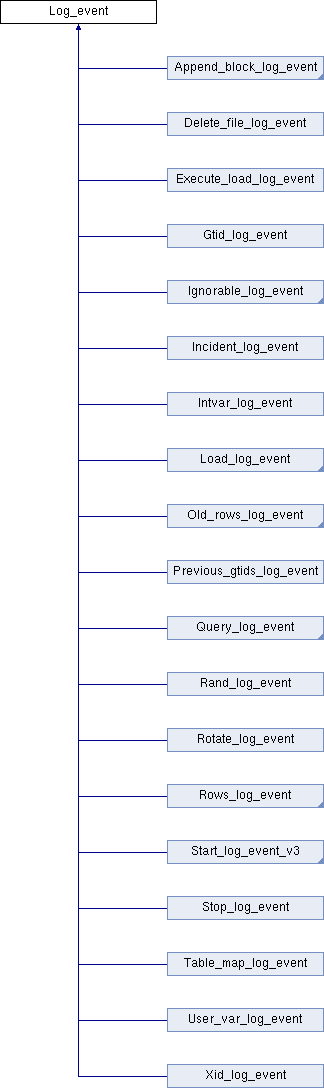 Log_event
Append_block_log_event
Delete_file_log_event
Execute_load_log_event
Gtid_log_event
Ignorable_log_event
Incident_log_event
Intvar_log_event
Load_log_event
Old_rows_log_event
Previous_gtids_log_event
Query_log_event
Rand_log_event
Rotate_log_event
Rows_log_event
Start_log_event_v3
Stop_log_event
Table_map_log_event
User_var_log_event
Xid_log_event